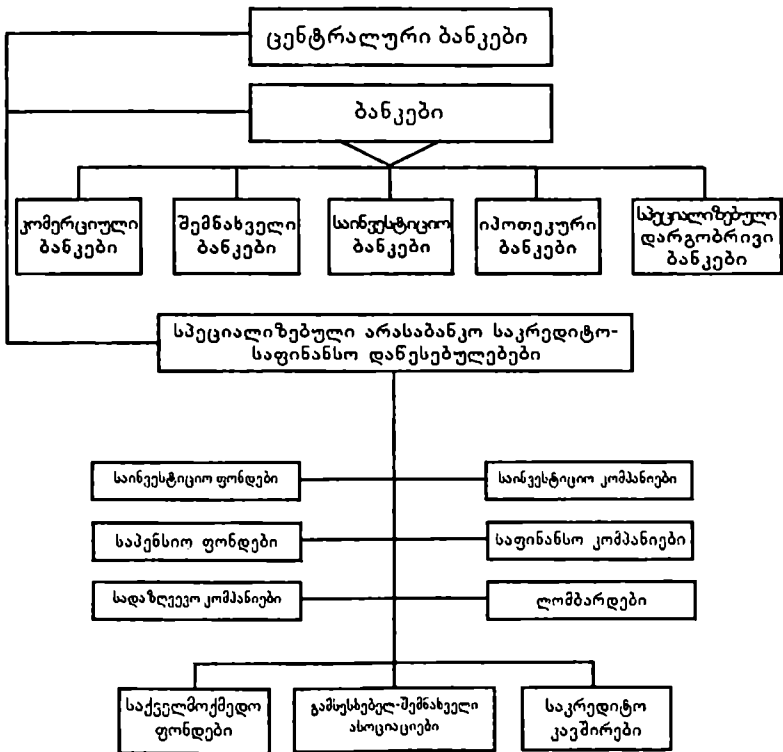 ცენტრალური ბანკები
ბანკები
კომერციული
ბანკები
შემნახველი
ბანკები
საინვესტიციო
ბანკები
იპოთეკური
ბანკები
სპეციალიზებული
დარგობრივი
ბანკები
სპეციალიზებული არასაბანკო საკრედიტო-
საფინანსო დაწესებულებები
საინვესტიციო ფონდები
საინვესტიციო კომპანიები
საპენსიო ფონდები
საფინანსო კომპანიები
სადაზღვევო კომპანიები
ლომბარდები
საქველმოქმედო
ფონდები
გამსესხებელ-შემნახველი
ასოციაციები
საკრედიტო
კავშირები